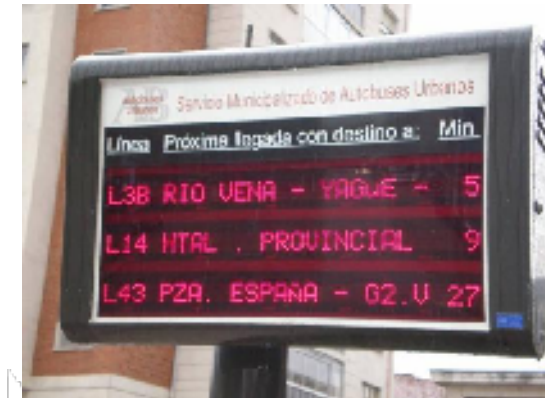 Servicio Municipalizado de Autobuses Urbanos
Línea Próxima llegada con destino a: Min
L3B RIO VENA - YAGUE - 5
L14 HTAL . PROVINCIAL 9
L43 PZA. ESPAÑA - G2.V 27